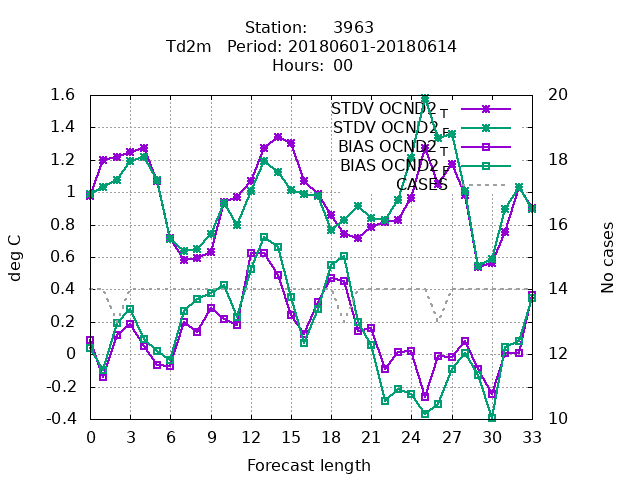 Station: 3963
Td2m Period: 20180601-20180614
Hours: 00
STDV OCND2_T
STDV OCND2_F
BIAS OCND2_T
BIAS OCND2_F
CASES
1.6
1.4
1.2
1
0.8
0.6
0.4
0.2
0
-0.2
-0.4
deg C
20
18
16
14
12
10
No cases
0 3 6 9 12 15 18 21 24 27 30 33
Forecast length